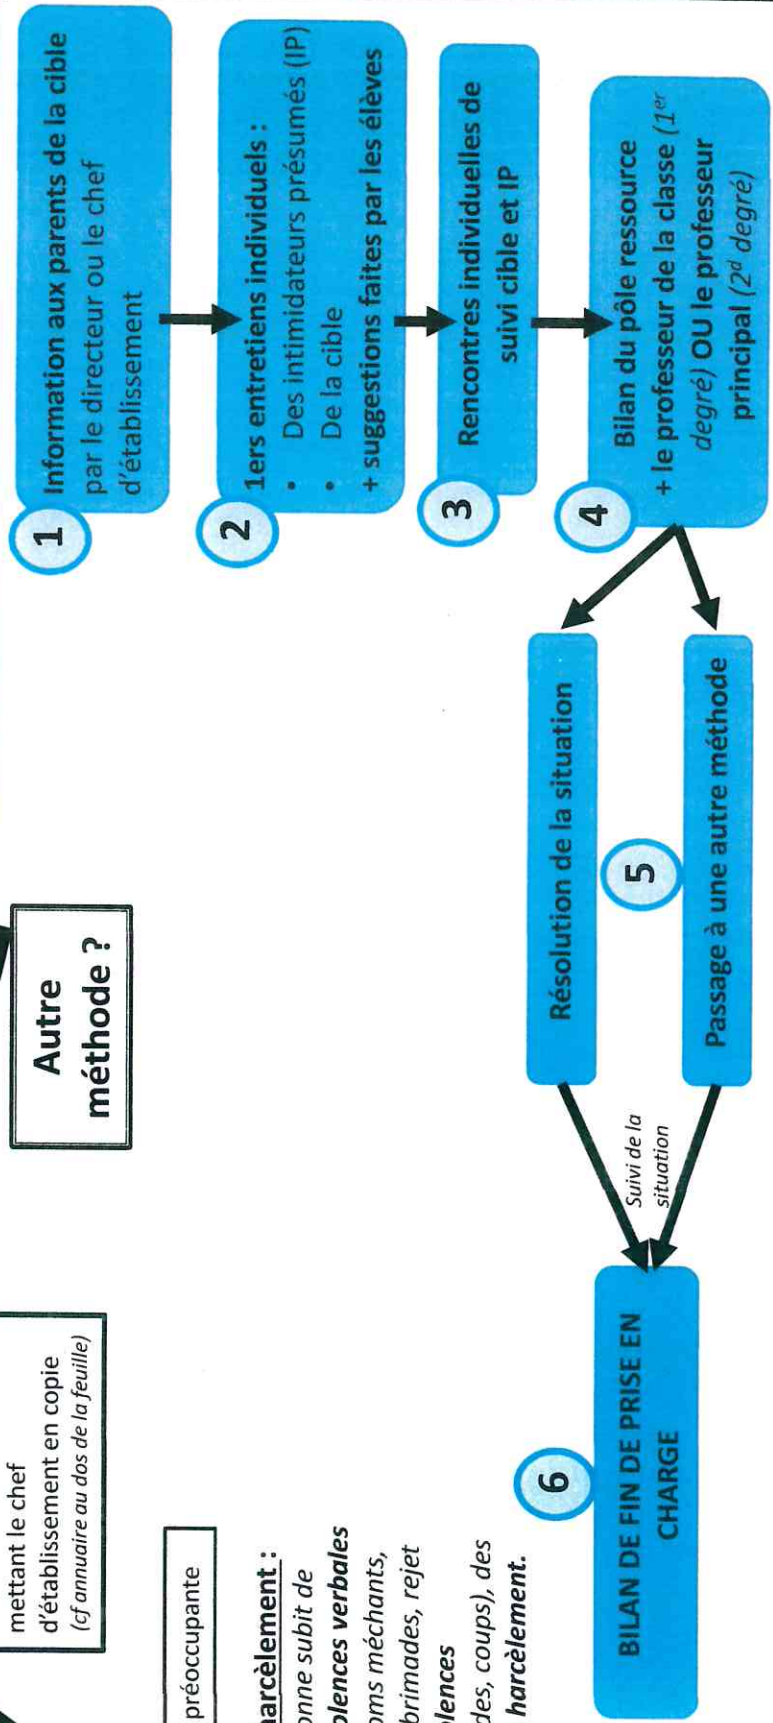 mettant le chef
d'établissement en copie
(cf annuaire au dos de la feuille)
préoccupante
harcèlement :
onne subit de
olences verbales
oms méchants,
brimades, rejet
olences
des, coups), des
harcèlement.
Autre
méthode ?
1
Information aux parents de la cible
par le directeur ou le chef
d'établissement
2
1ers entretiens individuels :
• Des intimidateurs présumés (IP)
• De la cible
+ suggestions faites par les élèves
3
Rencontres individuelles de
suivi cible et IP
4
Bilan du pôle ressource
+ le professeur de la classe (1er
degré) OU le professeur
principal (2d degré)
Résolution de la situation
5
Passage à une autre méthode
Suivi de la
situation
6
BILAN DE FIN DE PRISE EN
CHARGE